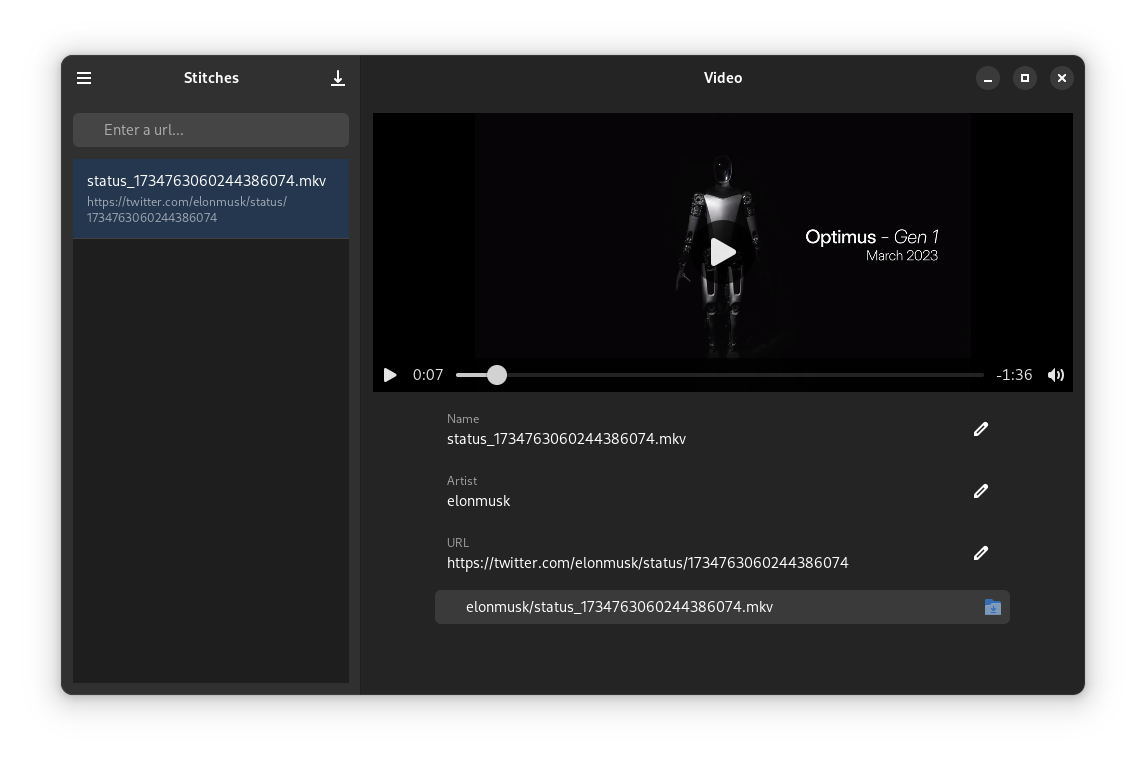 Stitches
Video
Enter a url...
status_1734763060244386074.mkv
https://twitter.com/elonmusk/status/
1734763060244386074
Optimus - Gen 1
March 2023
0:07
-1:36
Name
status_1734763060244386074.mkv
Artist
elonmusk
URL
https://twitter.com/elonmusk/status/1734763060244386074
elonmusk/status_1734763060244386074.mkv